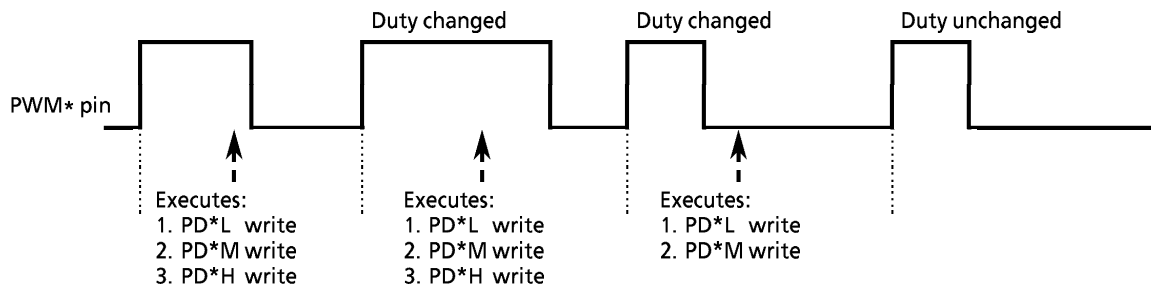 Duty changed
Duty changed
Duty unchanged
PWM* pin
Executes:
1. PD*L write
2. PD*M write
3. PD*H write
Executes:
1. PD*L write
2. PD*M write
3. PD*H write
Executes:
1. PD*L write
2. PD*M write